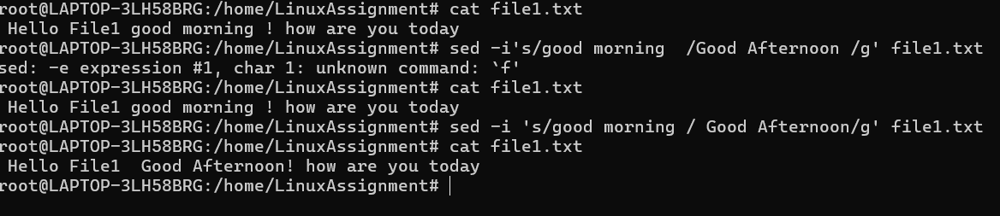 root@LAPTOP-3LH58BRG:/home/LinuxAssignment# cat file1.txt
 Hello File1 good morning ! how are you today
root@LAPTOP-3LH58BRG:/home/LinuxAssignment# sed -i's/good morning  /Good Afternoon /g' file1.txt
sed: -e expression #1, char 1: unknown command: `f'
root@LAPTOP-3LH58BRG:/home/LinuxAssignment# cat file1.txt
 Hello File1 good morning ! how are you today
root@LAPTOP-3LH58BRG:/home/LinuxAssignment# sed -i 's/good morning / Good Afternoon/g' file1.txt
root@LAPTOP-3LH58BRG:/home/LinuxAssignment# cat file1.txt
 Hello File1  Good Afternoon! how are you today
root@LAPTOP-3LH58BRG:/home/LinuxAssignment#